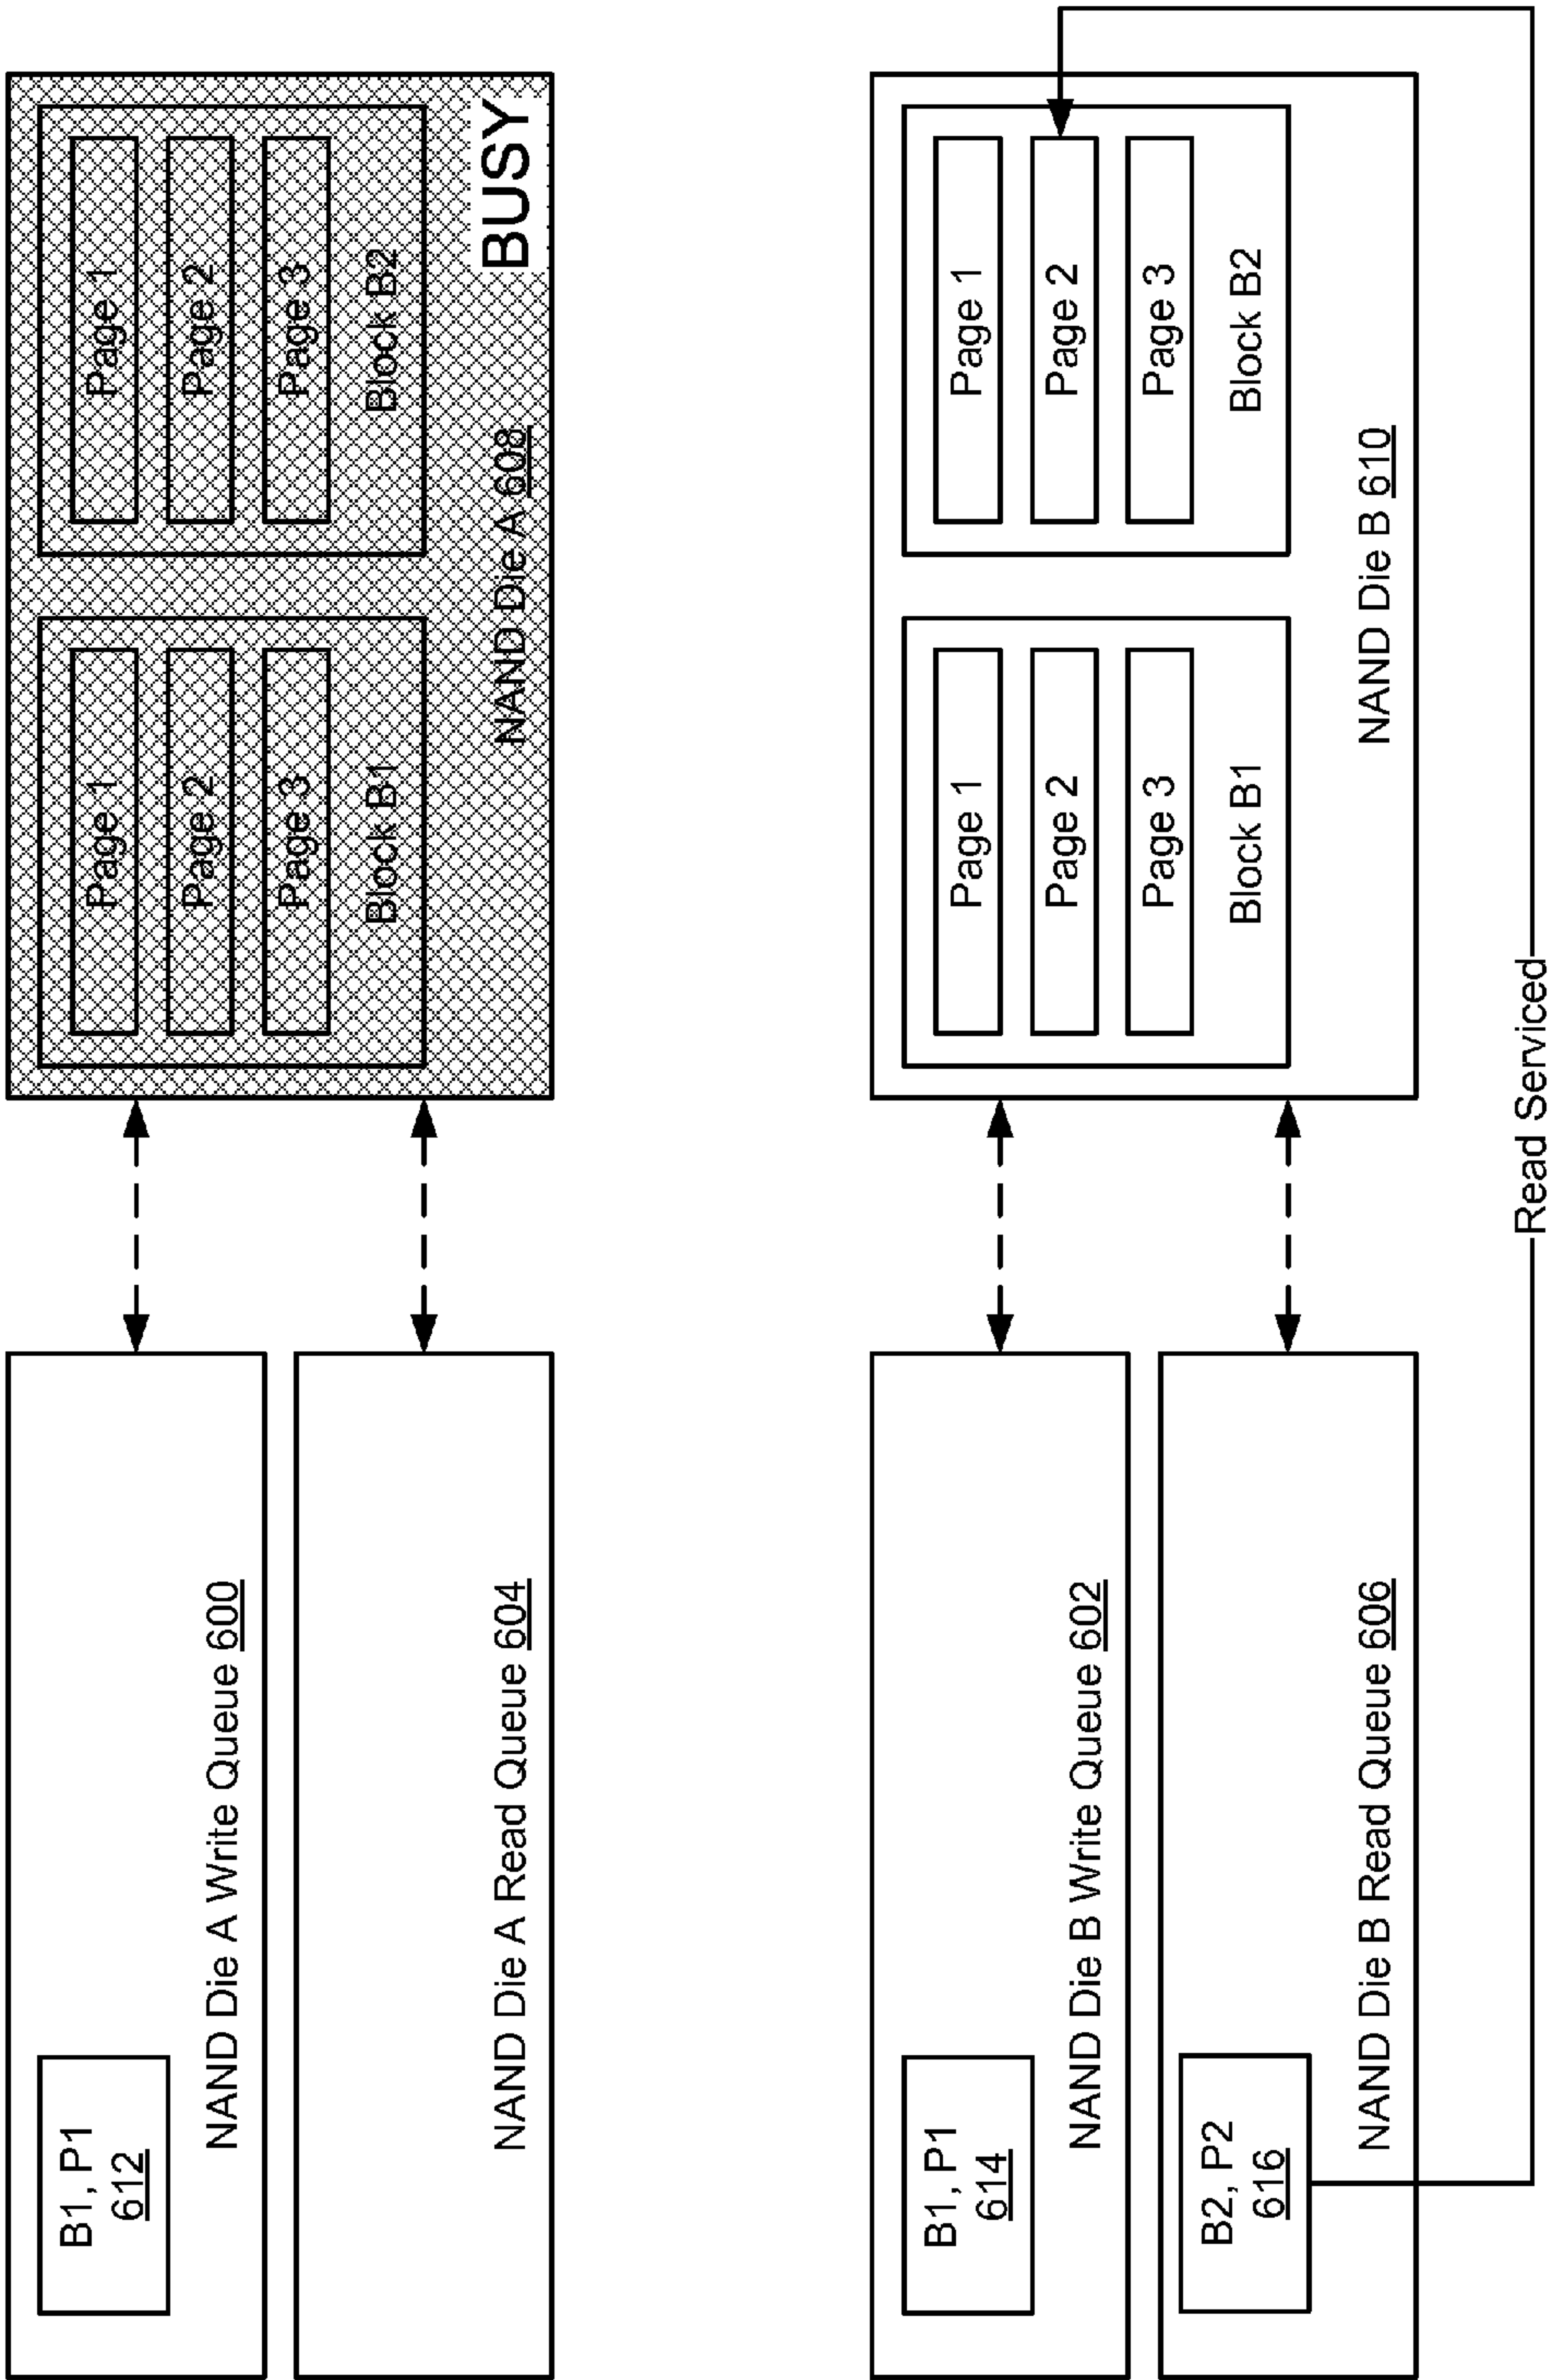 B1, P1
612
NAND Die A Write Queue 600
NAND Die A Read Queue 604
Page 1
Page 2
Page 3
Block B1
Page 1
Page 2
Page 3
Block B2
NAND Die A 608
BUSY
B1, P1
614
NAND Die B Write Queue 602
B2, P2
616
NAND Die B Read Queue 606
Page 1
Page 2
Page 3
Block B1
Page 1
Page 2
Page 3
Block B2
NAND Die B 610
Read Serviced